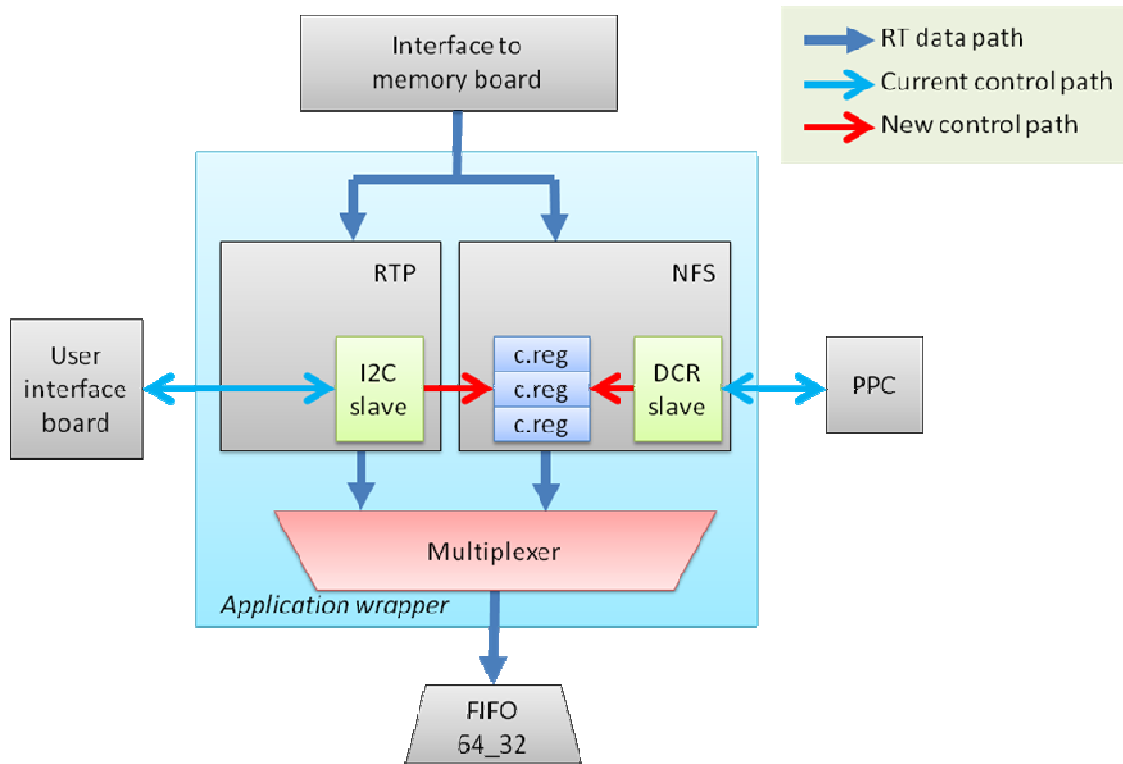 Interface to
memory board
RT data path
Current control path
New control path
RTP
NFS
User
interface
board
I2C
slave
c.reg
c.reg
c.reg
DCR
slave
PPC
Multiplexer
Application wrapper
FIFO
64_32